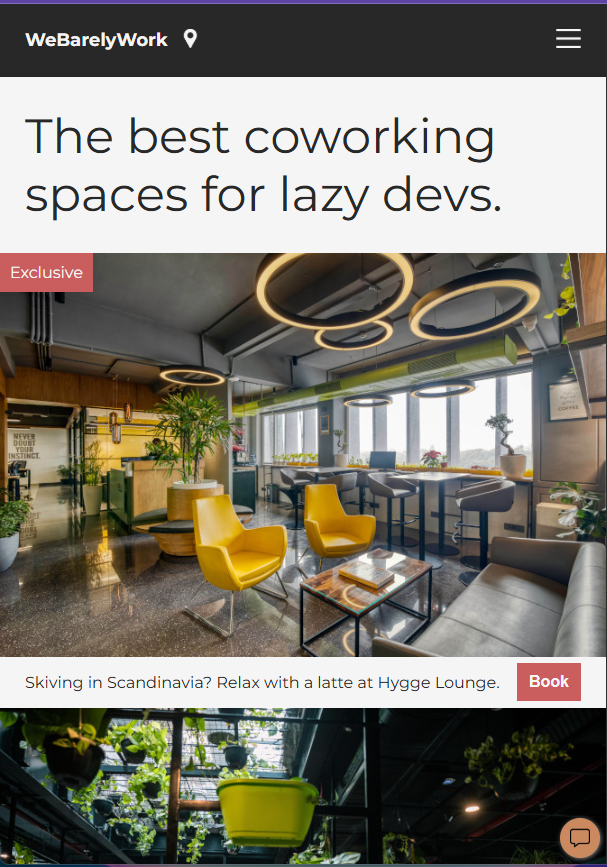 WeBarelyWork
The best coworking
spaces for lazy devs.
Exclusive
NEVER
DOUBT
YOUR
INSTINCT.
COFFEE
Skiving in Scandinavia? Relax with a latte at Hygge Lounge.
Book